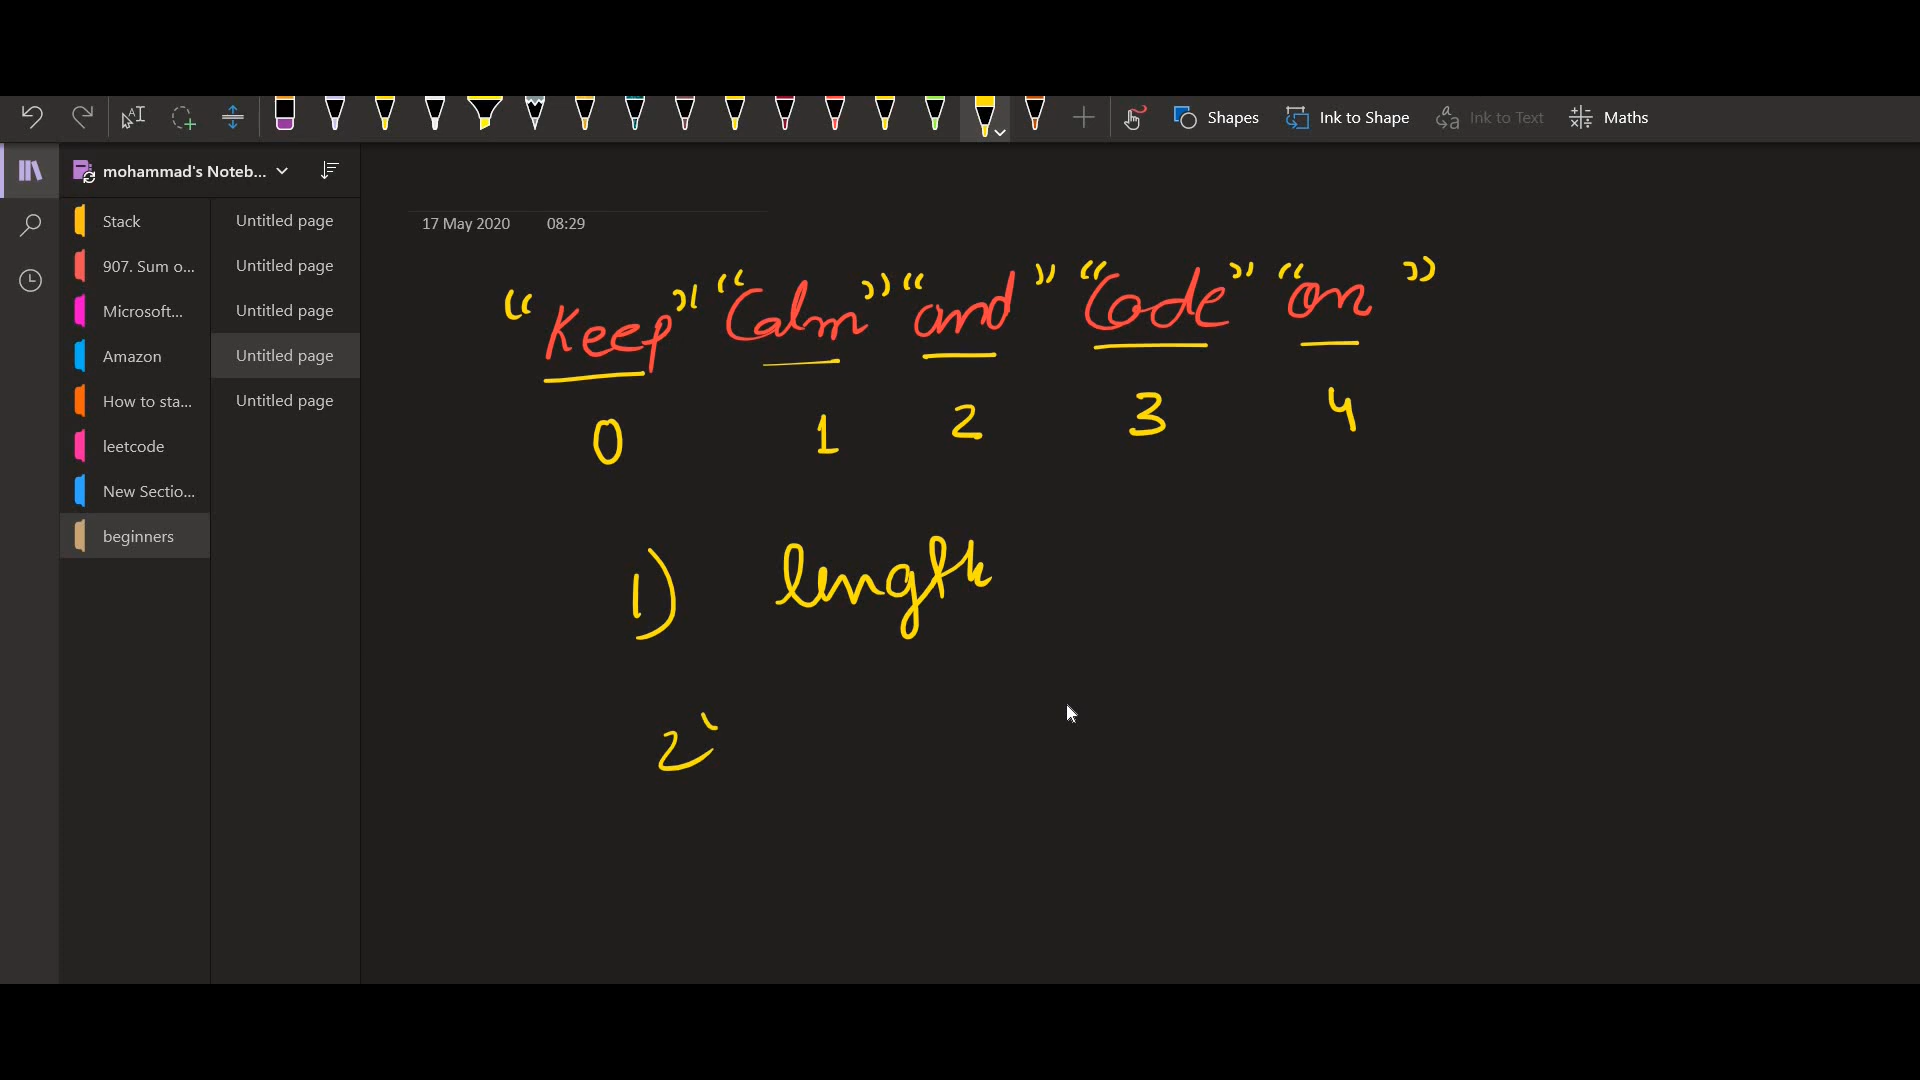 Shapes Ink to Shape Ink to Text Maths
mohammad's Noteb...
Stack
907. Sum o...
Microsoft...
Amazon
How to sta...
leetcode
New Sectio...
beginners
Untitled page
Untitled page
Untitled page
Untitled page
Untitled page
17 May 2020 08:29
"Keep" "Calm" "and" "Code" "on"
0 1 2 3 4
1) length
2